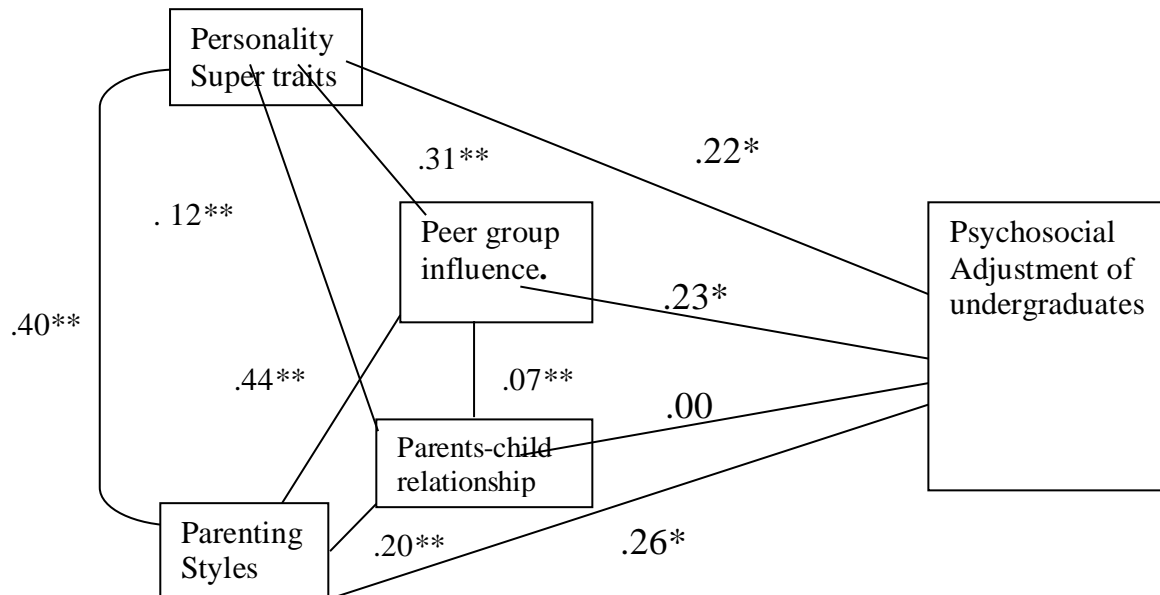 Personality
Super traits
.31**
.22*
. 12**
Peer group
influence.
Psychosocial
Adjustment of
undergraduates
.23*
.40**
.44**
.07**
.00
Parents-child
relationship
Parenting
Styles
.20**
.26*